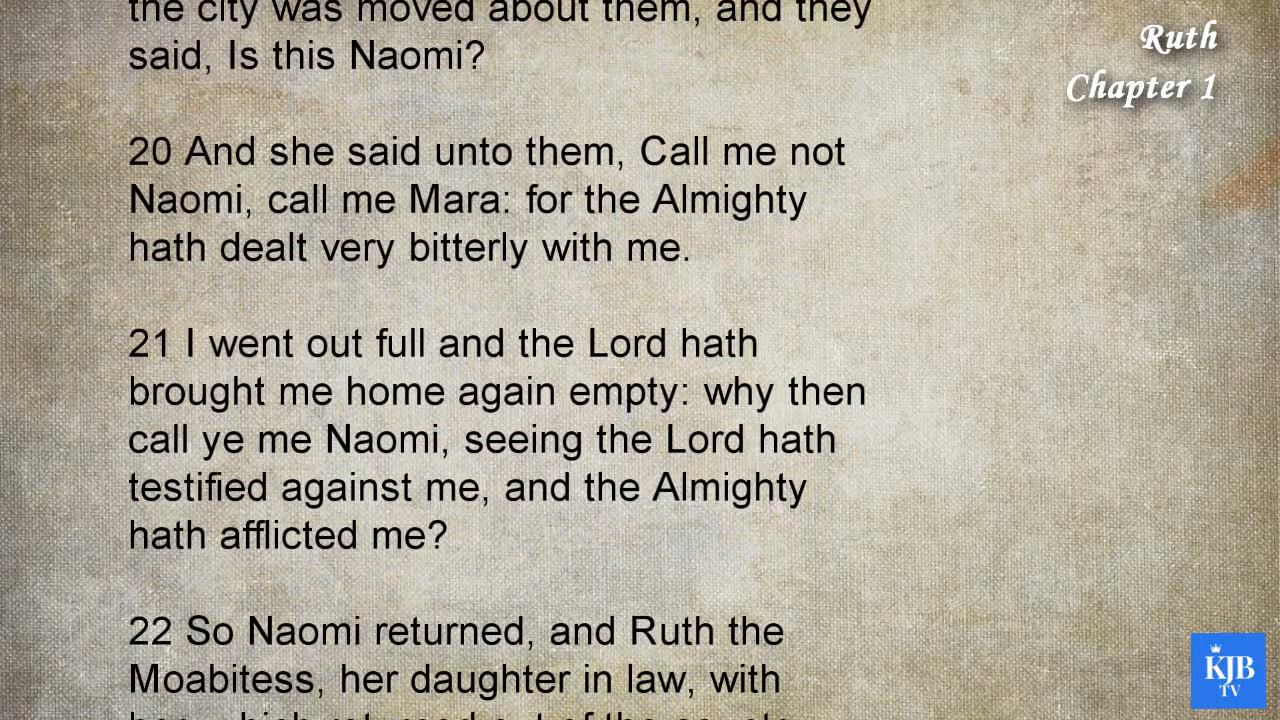 the city was moved about them, and they
said, Is this Naomi?
Ruth
Chapter 1
20 And she said unto them, Call me not
Naomi, call me Mara: for the Almighty
hath dealt very bitterly with me.
21 I went out full and the Lord hath
brought me home again empty: why then
call ye me Naomi, seeing the Lord hath
testified against me, and the Almighty
hath afflicted me?
22 So Naomi returned, and Ruth the
Moabitess, her daughter in law, with
KJB
TV